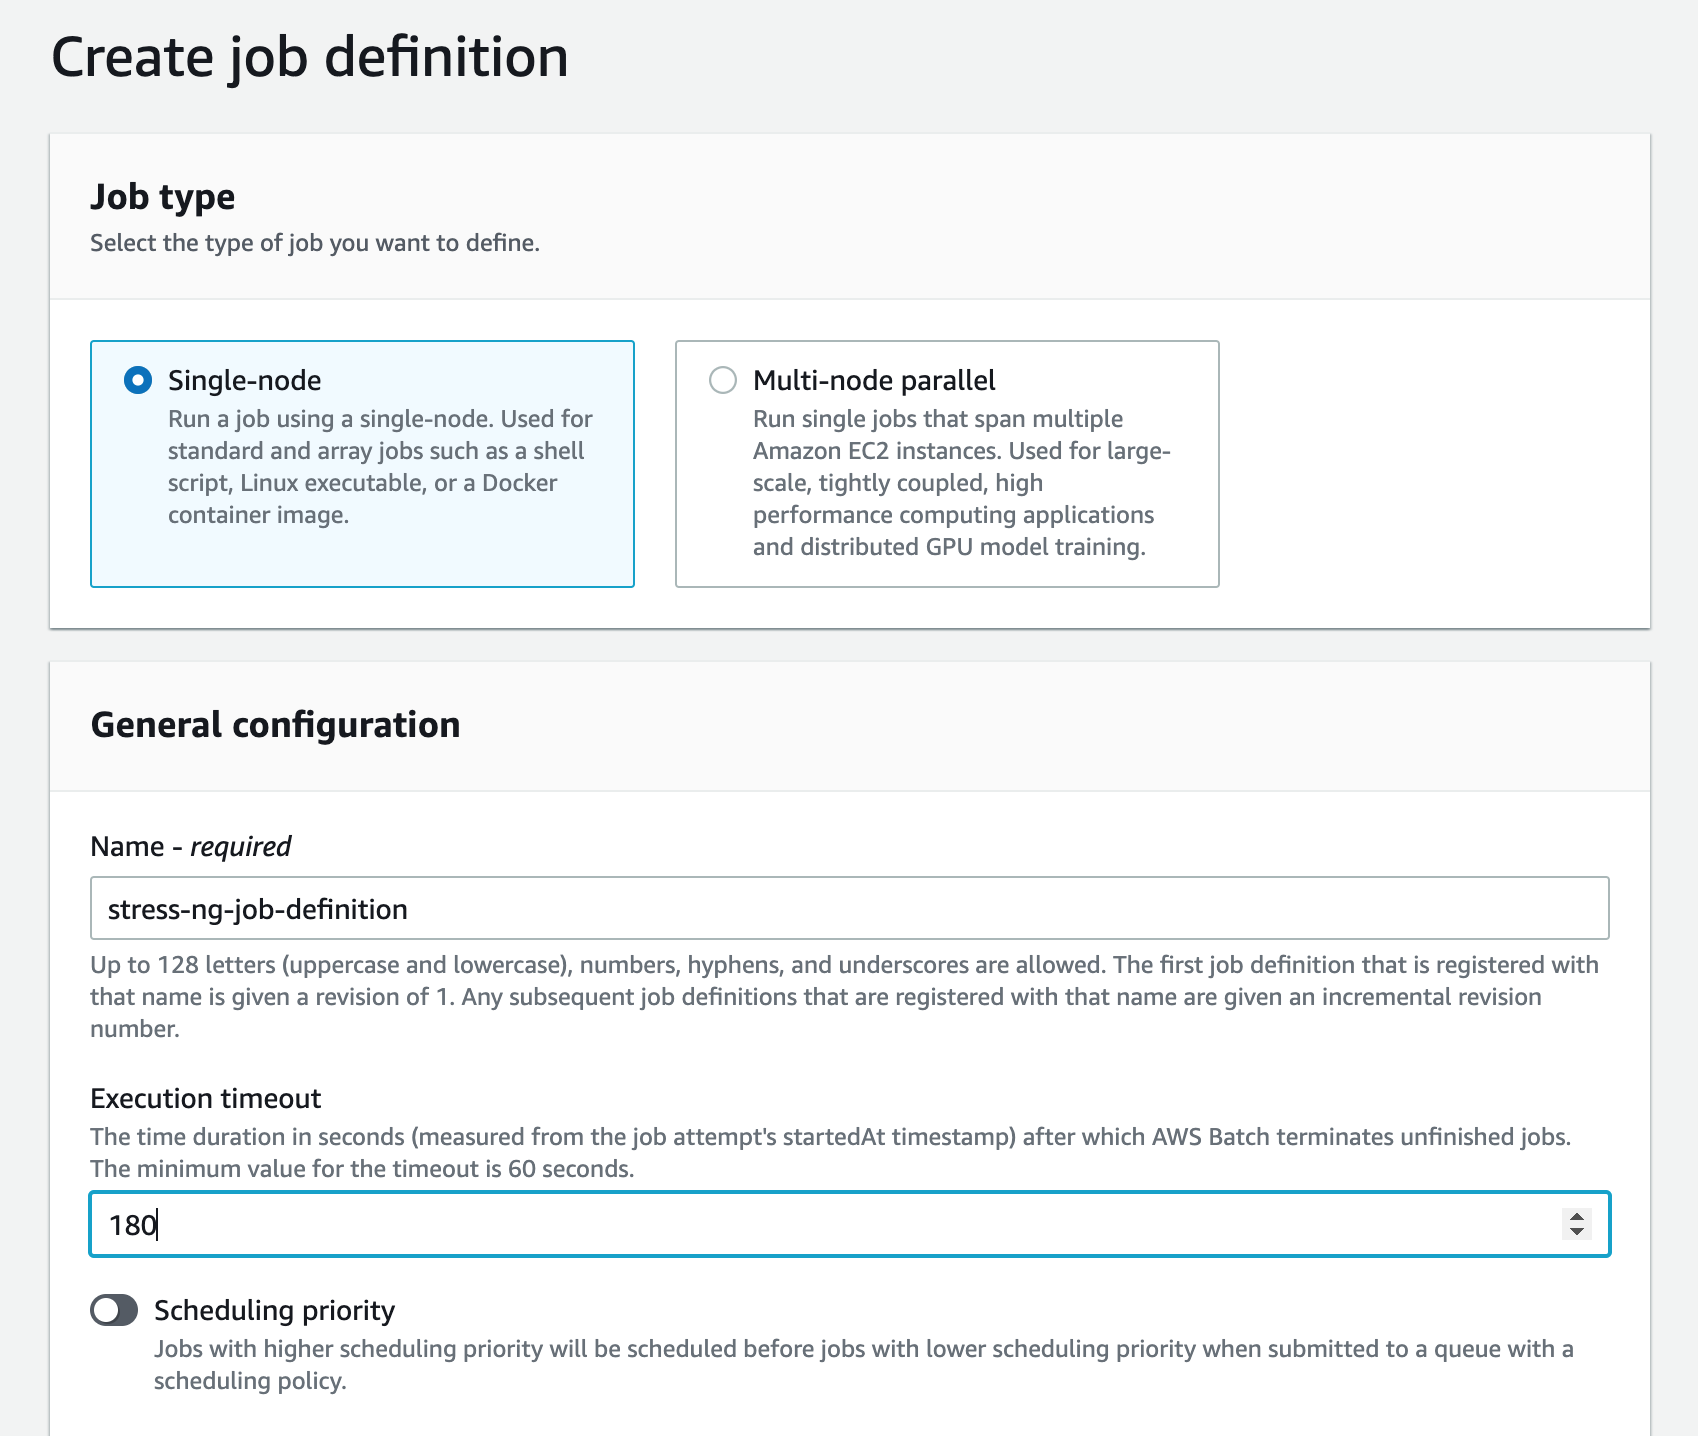 Create job definition
Job type
Select the type of job you want to define.
Single-node
Run a job using a single-node. Used for
standard and array jobs such as a shell
script, Linux executable, or a Docker
container image.
Multi-node parallel
Run single jobs that span multiple
Amazon EC2 instances. Used for large-
scale, tightly coupled, high
performance computing applications
and distributed GPU model training.
General configuration
Name - required
stress-ng-job-definition
Up to 128 letters (uppercase and lowercase), numbers, hyphens, and underscores are allowed. The first job definition that is registered with
that name is given a revision of 1. Any subsequent job definitions that are registered with that name are given an incremental revision
number.
Execution timeout
The time duration in seconds (measured from the job attempt's startedAt timestamp) after which AWS Batch terminates unfinished jobs.
The minimum value for the timeout is 60 seconds.
180
Scheduling priority
Jobs with higher scheduling priority will be scheduled before jobs with lower scheduling priority when submitted to a queue with a
scheduling policy.